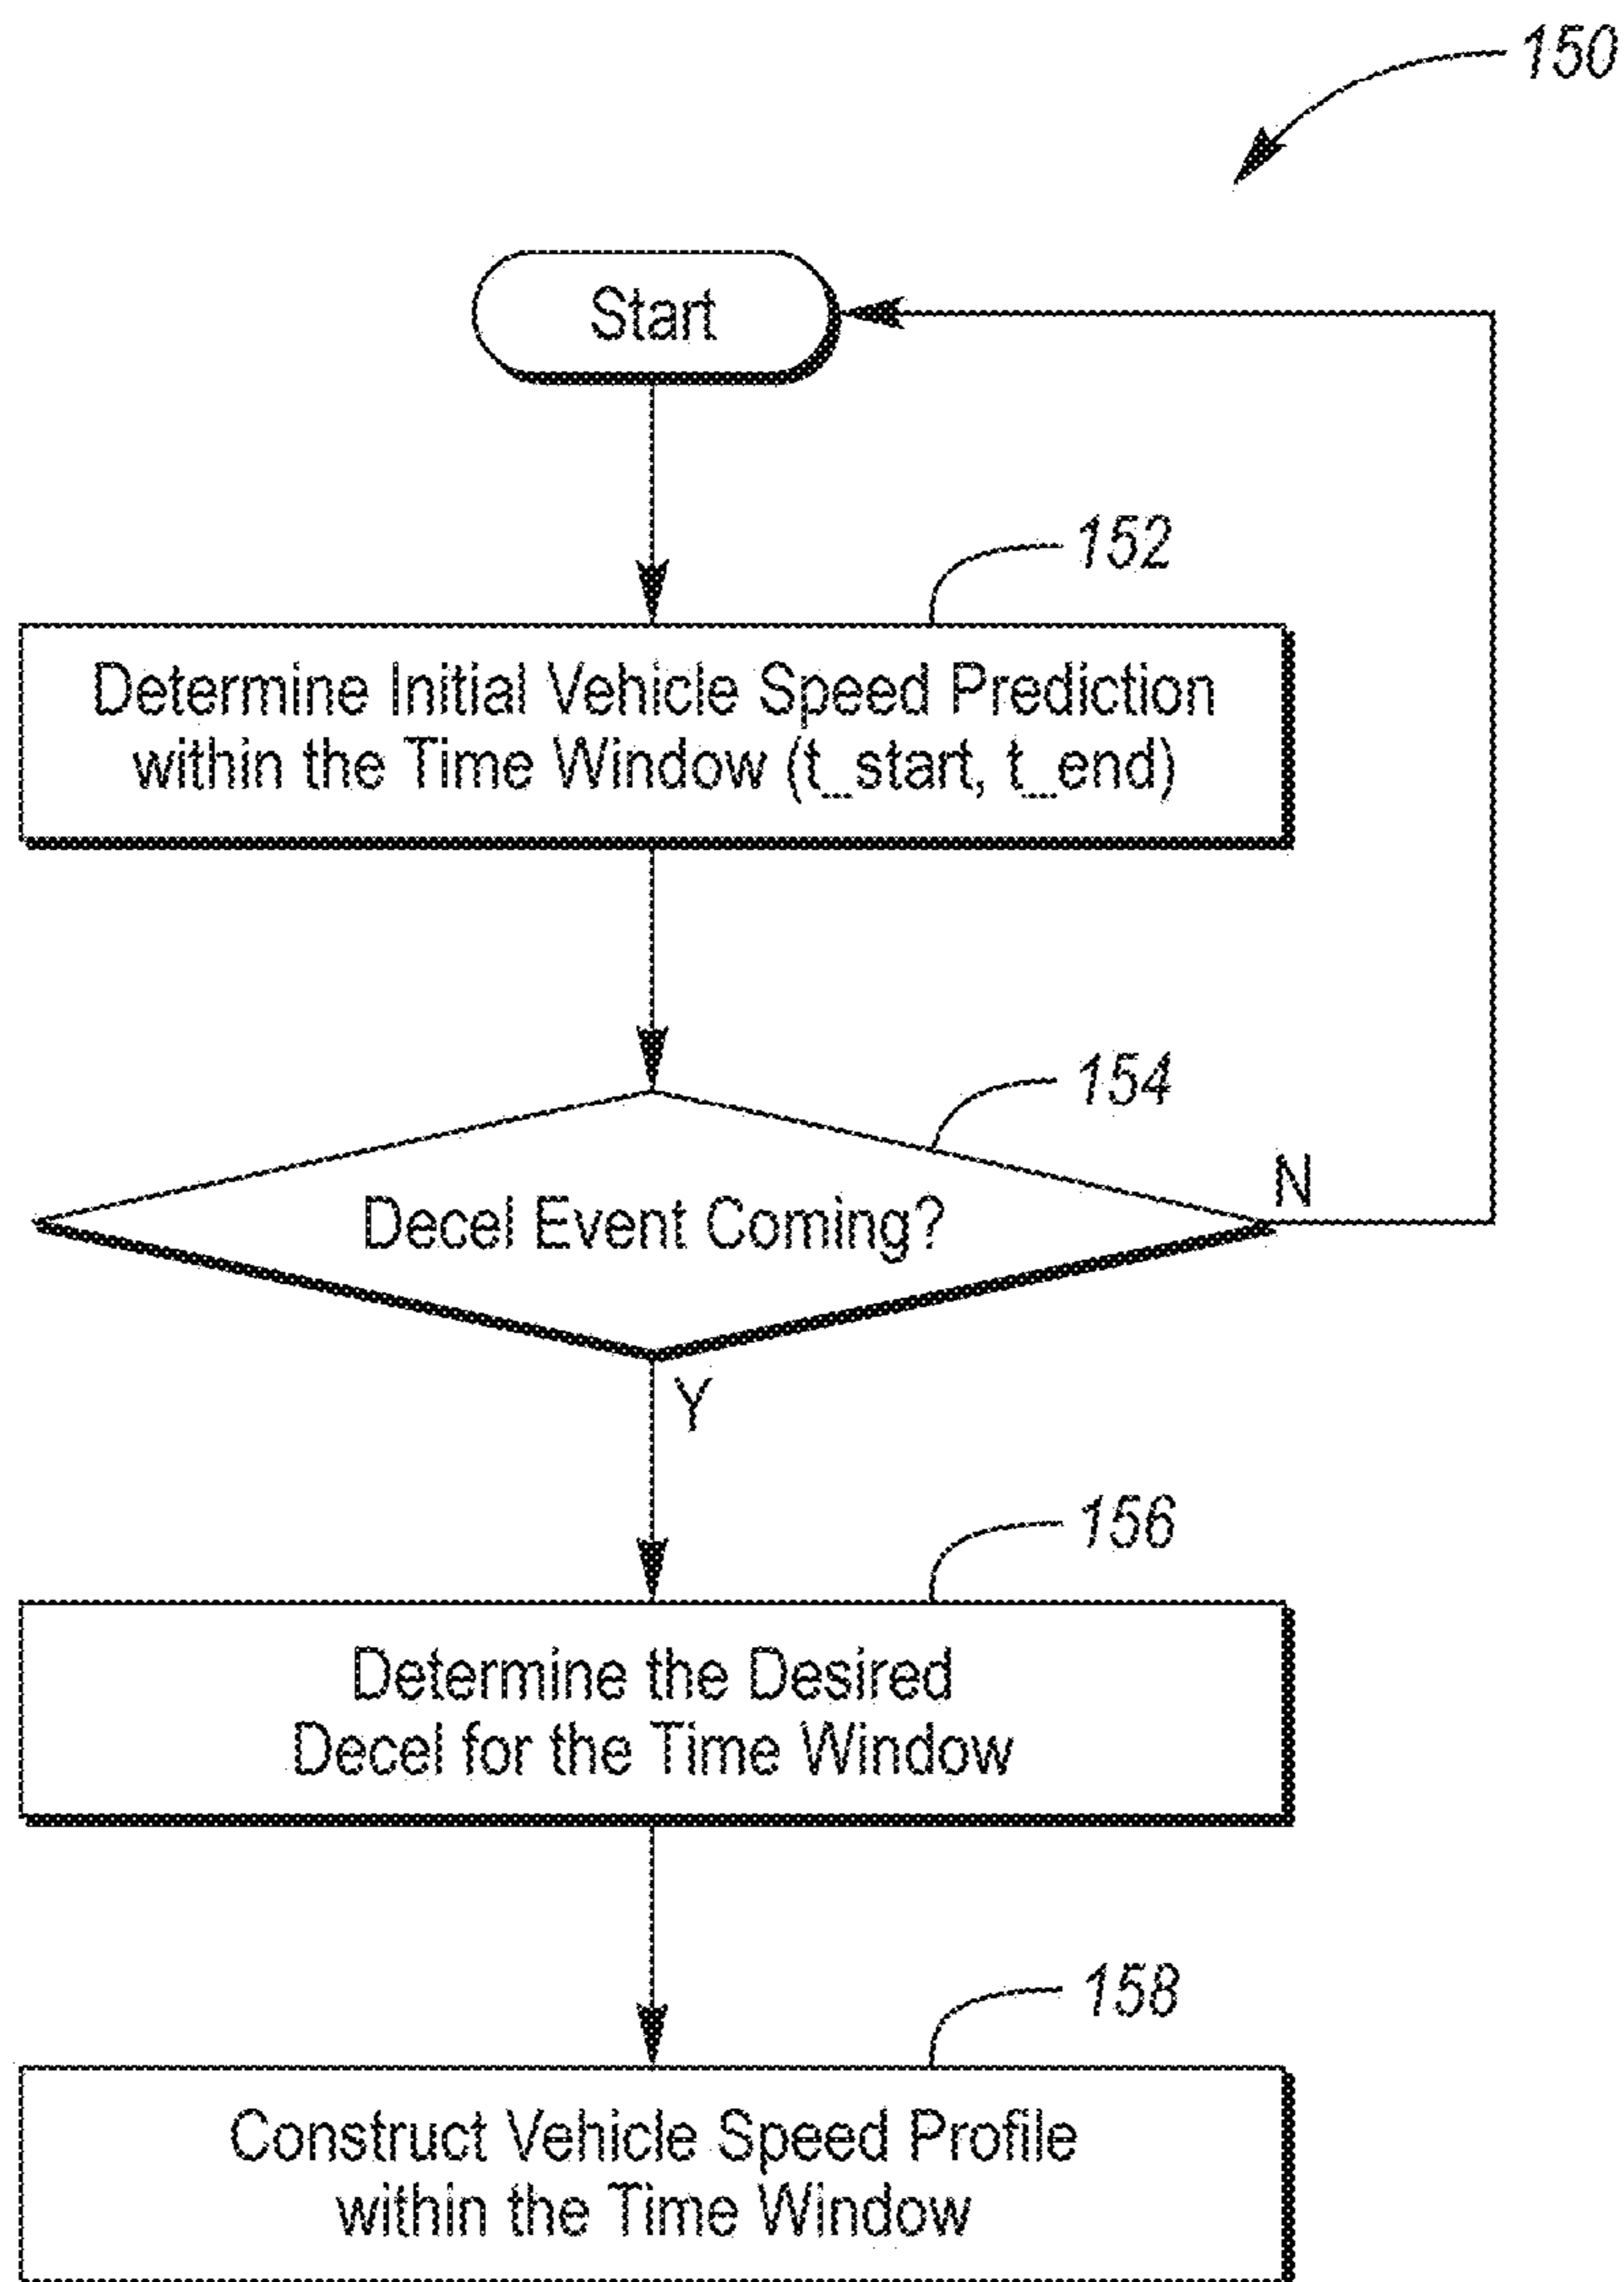 150
Start
152
Determine Initial Vehicle Speed Prediction
within the Time Window (t_start, t_end)
154
Decel Event Coming?
N
Y
156
Determine the Desired
Decel for the Time Window
158
Construct Vehicle Speed Profile
within the Time Window